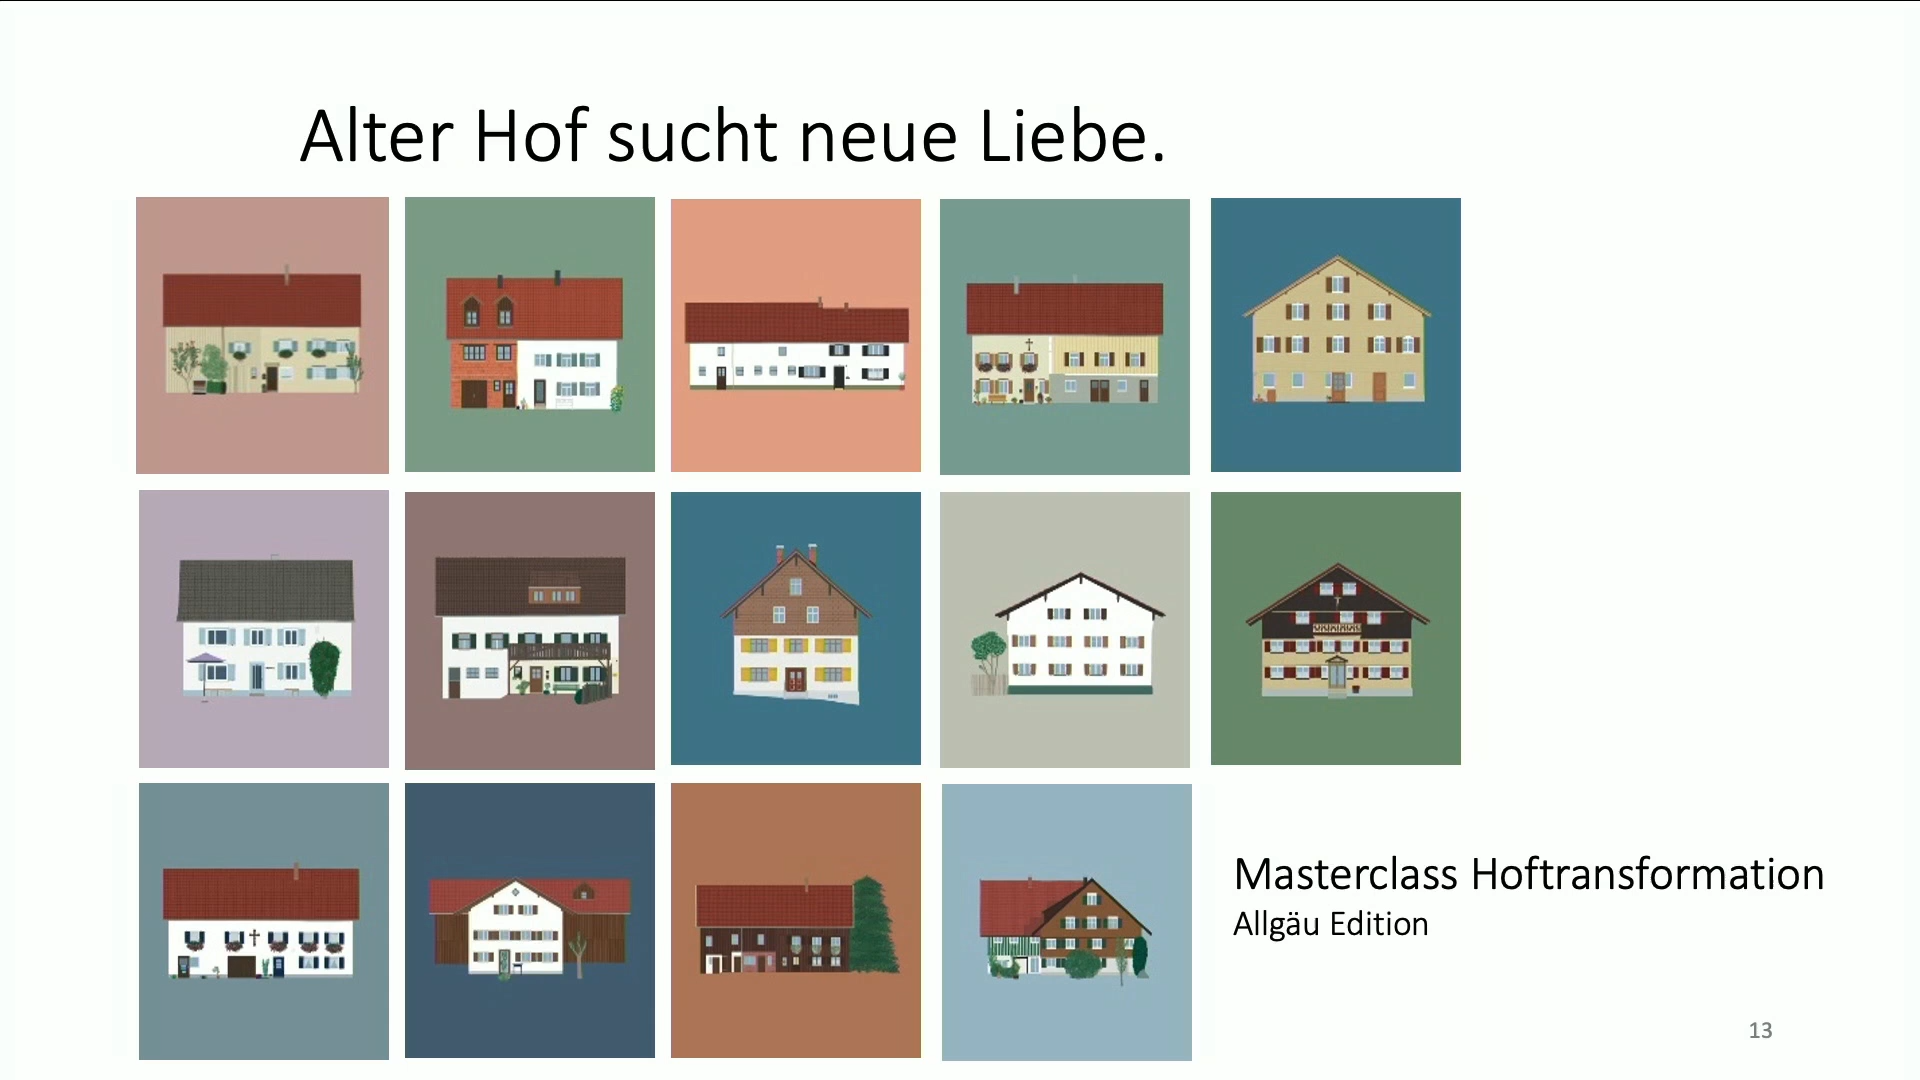 Alter Hof sucht neue Liebe.
Masterclass Hoftransformation
Allgäu Edition
13